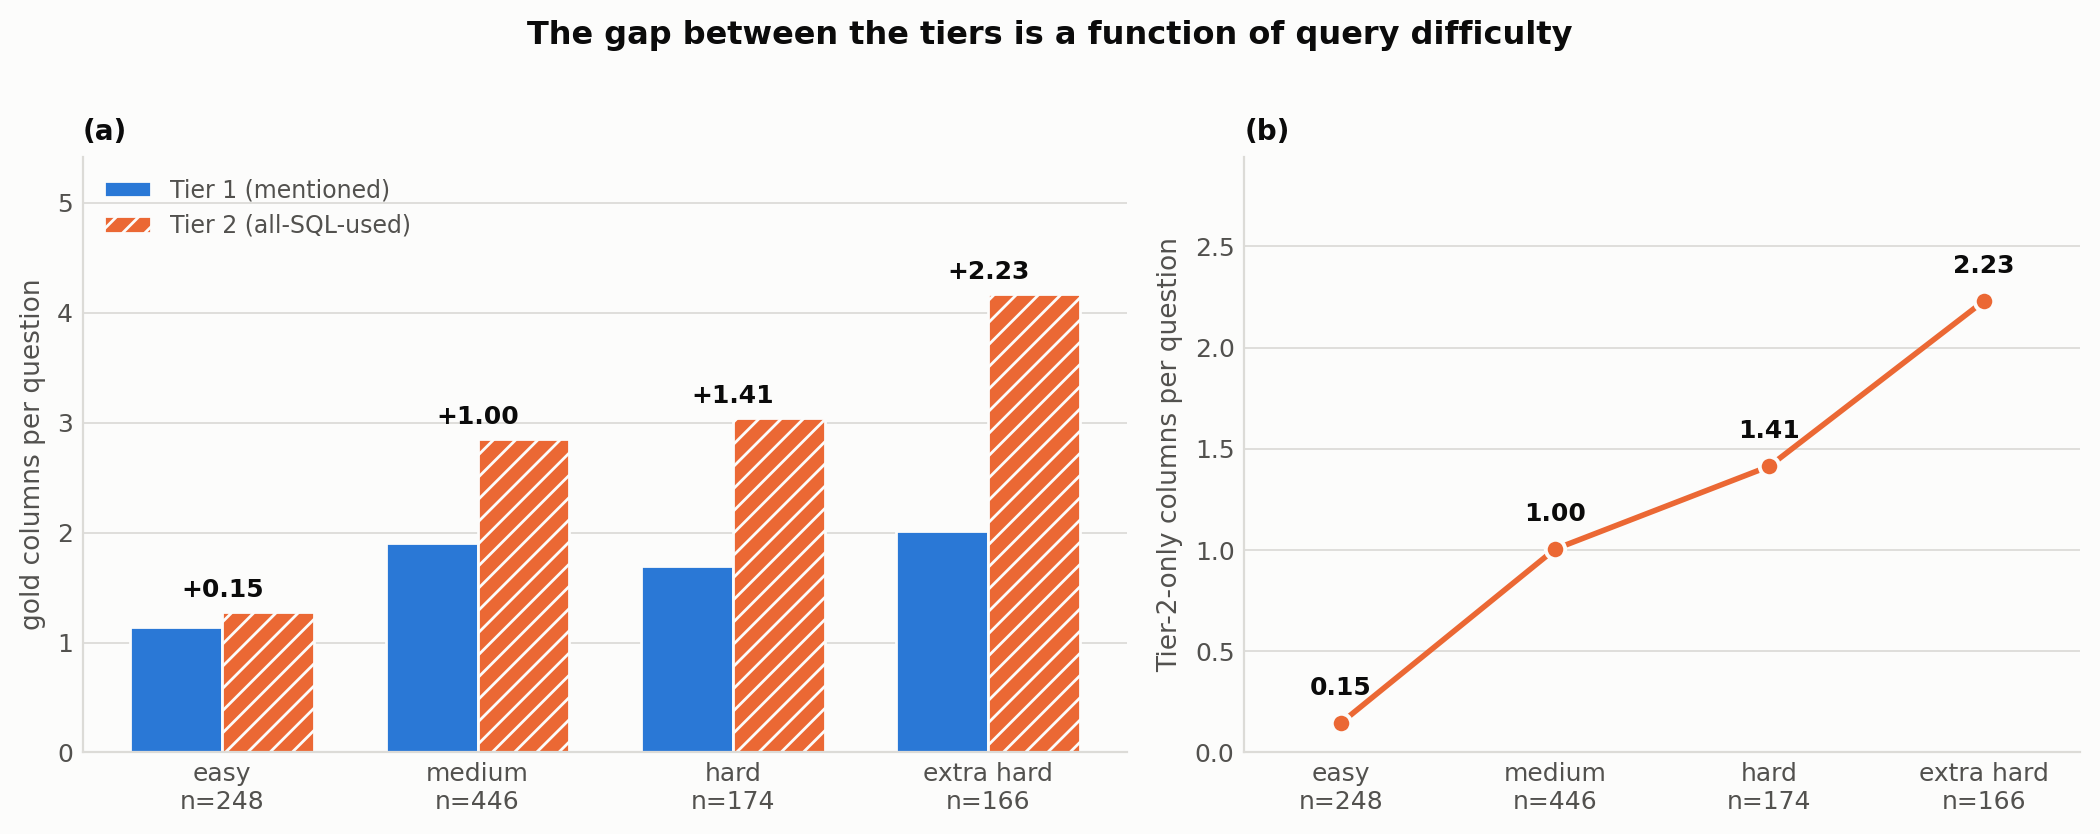 The gap between the tiers is a function of query difficulty
(a)
Tier 1 (mentioned)
Tier 2 (all-SQL-used)
gold columns per question
5
4
3
2
1
0
+0.15
+1.00
+1.41
+2.23
easy
n=248
medium
n=446
hard
n=174
extra hard
n=166
(b)
Tier-2-only columns per question
2.5
2.0
1.5
1.0
0.5
0.0
0.15
1.00
1.41
2.23
easy
n=248
medium
n=446
hard
n=174
extra hard
n=166